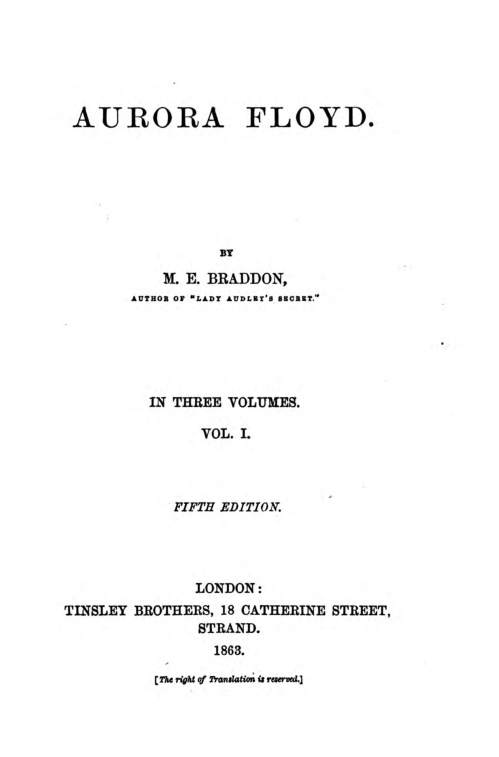 AURORA FLOYD.
BY
M. E. BRADDON,
AUTHOR OF "LADY AUDLEY'S SECRET."
IN THREE VOLUMES.
VOL. I.
FIFTH EDITION.
LONDON:
TINSLEY BROTHERS, 18 CATHERINE STREET,
STRAND.
1863.
[The right of Translation is reserved.]